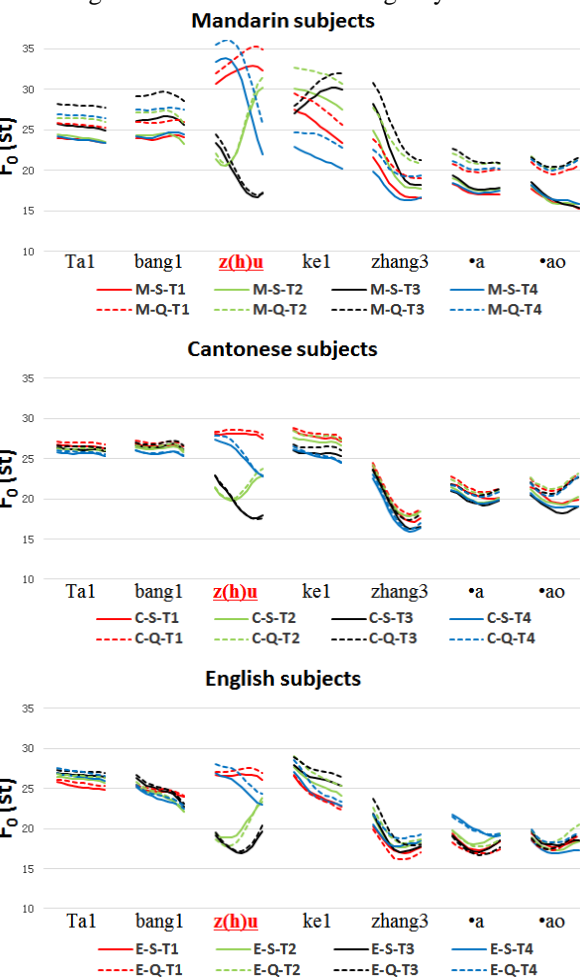 Mandarin subjects
F₀ (st)
35
30
25
20
15
10
Ta1 bang1 z(h)u ke1 zhang3 •a •ao
M-S-T1 M-S-T2 M-S-T3 M-S-T4
M-Q-T1 M-Q-T2 M-Q-T3 M-Q-T4
Cantonese subjects
F₀ (st)
35
30
25
20
15
10
Ta1 bang1 z(h)u ke1 zhang3 •a •ao
C-S-T1 C-S-T2 C-S-T3 C-S-T4
C-Q-T1 C-Q-T2 C-Q-T3 C-Q-T4
English subjects
F₀ (st)
35
30
25
20
15
10
Ta1 bang1 z(h)u ke1 zhang3 •a •ao
E-S-T1 E-S-T2 E-S-T3 E-S-T4
E-Q-T1 E-Q-T2 E-Q-T3 E-Q-T4